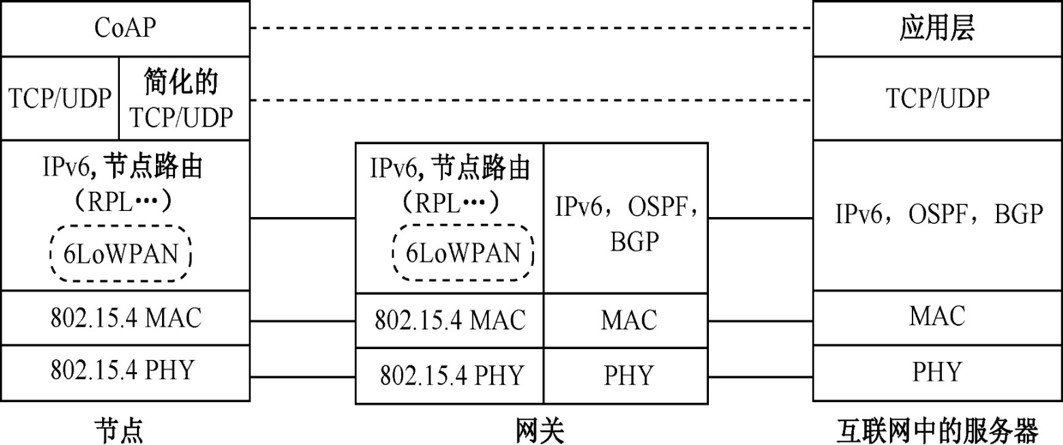 CoAP
应用层
TCP/UDP
简化的
TCP/UDP
TCP/UDP
IPv6,节点路由
（RPL…）
6LoWPAN
IPv6,节点路由
（RPL…）
6LoWPAN
IPv6，OSPF，
BGP
IPv6，OSPF，BGP
802.15.4 MAC
802.15.4 MAC
MAC
MAC
802.15.4 PHY
802.15.4 PHY
PHY
PHY
节点
网关
互联网中的服务器